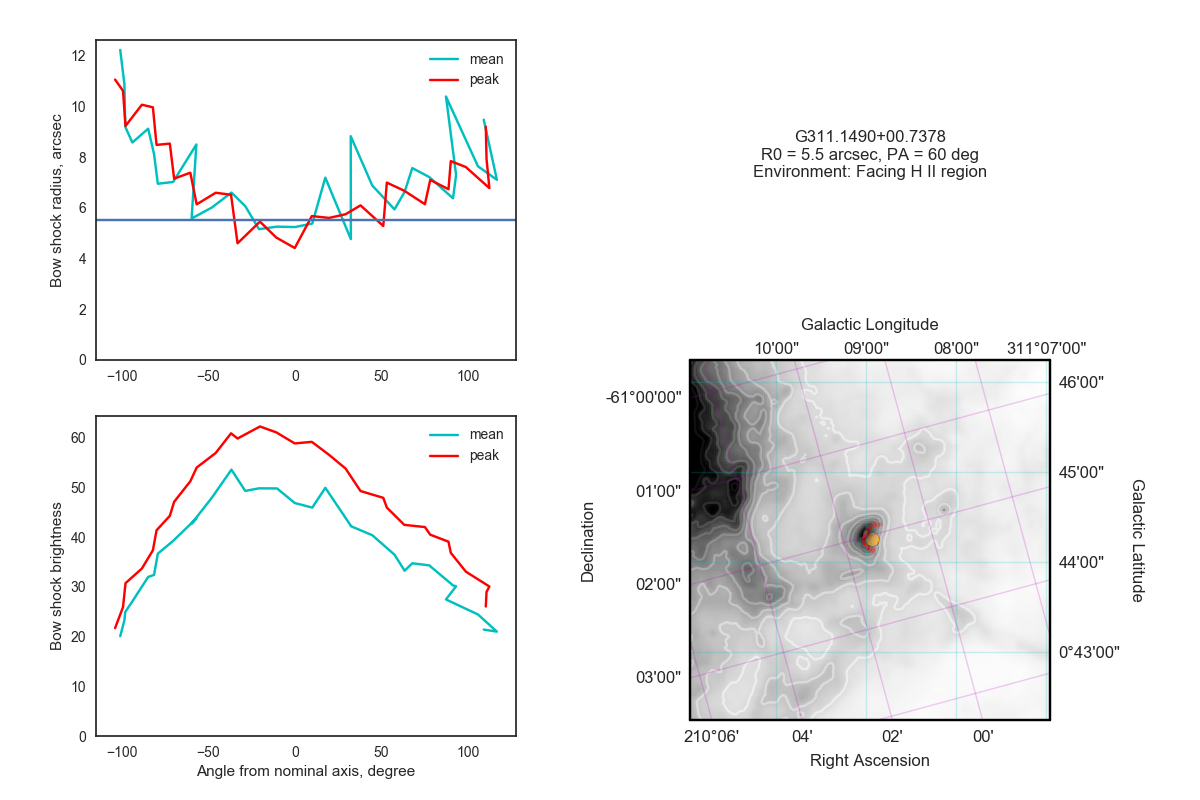 12
10
8
6
4
2
0
−100
−50
0
50
100
Bow shock radius, arcsec
mean
peak
60
50
40
30
20
10
0
−100
−50
0
50
100
Bow shock brightness
Angle from nominal axis, degree
mean
peak
G311.1490+00.7378
R0 = 5.5 arcsec, PA = 60 deg
Environment: Facing H II region
Galactic Longitude
10'00" 09'00" 08'00" 311°07'00"
-61°00'00"
01'00"
02'00"
03'00"
Declination
46'00"
45'00"
44'00"
0°43'00"
Galactic Latitude
210°06' 04' 02' 00'
Right Ascension